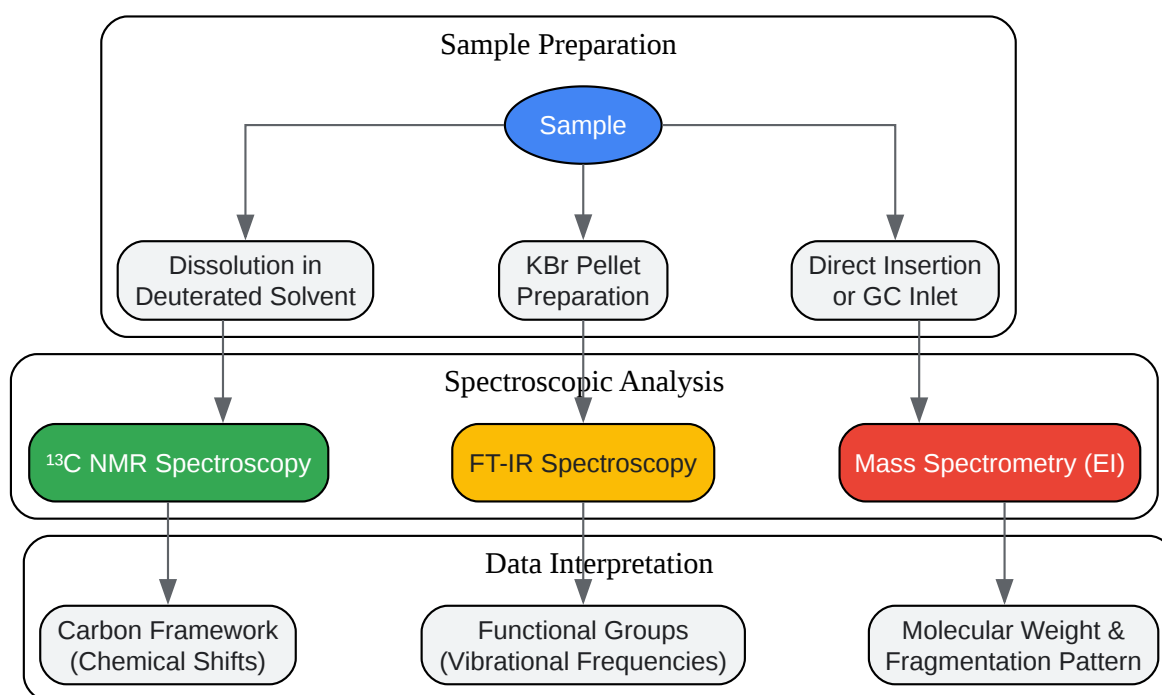 Sample Preparation
Sample
Dissolution in
Deuterated Solvent
KBr Pellet
Preparation
Direct Insertion
or GC Inlet
Spectroscopic Analysis
¹³C NMR Spectroscopy
FT-IR Spectroscopy
Mass Spectrometry (EI)
Data Interpretation
Carbon Framework
(Chemical Shifts)
Functional Groups
(Vibrational Frequencies)
Molecular Weight &
Fragmentation Pattern